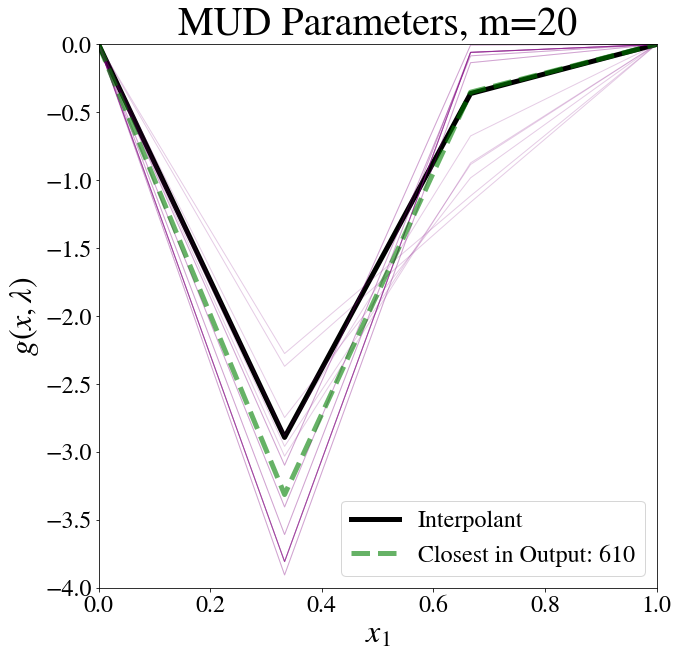 MUD Parameters, m=20
0.0
−0.5
−1.0
−1.5
−2.0
−2.5
−3.0
−3.5
−4.0
g(x, λ)
Interpolant
Closest in Output: 610
0.0 0.2 0.4 0.6 0.8 1.0
x₁